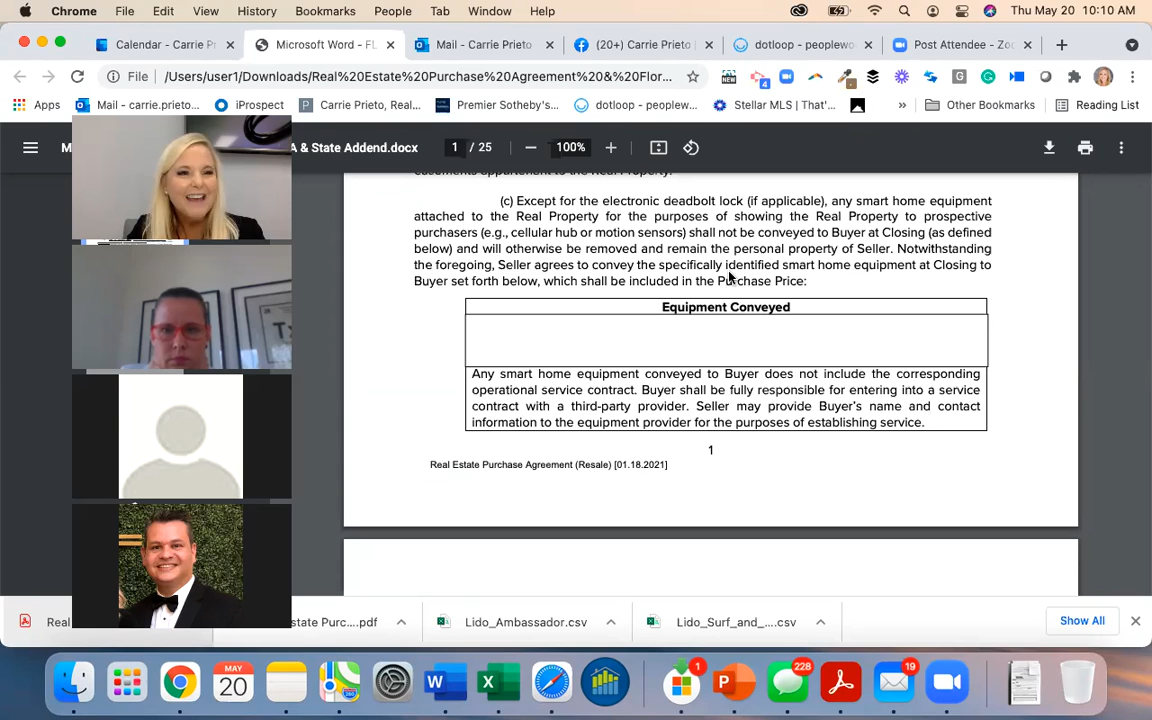 Chrome File Edit View History Bookmarks People Tab Window Help Thu May 20 10:10 AM
Calendar - Carrie P Microsoft Word - FL Mail - Carrie Prieto (20+) Carrie Prieto dotloop - peoplewo Post Attendee - Zoo
File /Users/user1/Downloads/Real%20Estate%20Purchase%20Agreement%20&%20Flor...
Apps Mail - carrie.prieto... iProspect Carrie Prieto, Real... Premier Sotheby's... dotloop - peoplew... Stellar MLS | That'... » Other Bookmarks Reading List
M A & State Addend.docx 1 / 25 100%
easements appurtenant to the Real Property.
(c) Except for the electronic deadbolt lock (if applicable), any smart home equipment
attached to the Real Property for the purposes of showing the Real Property to prospective
purchasers (e.g., cellular hub or motion sensors) shall not be conveyed to Buyer at Closing (as defined
below) and will otherwise be removed and remain the personal property of Seller. Notwithstanding
the foregoing, Seller agrees to convey the specifically identified smart home equipment at Closing to
Buyer set forth below, which shall be included in the Purchase Price:
Equipment Conveyed
Any smart home equipment conveyed to Buyer does not include the corresponding
operational service contract. Buyer shall be fully responsible for entering into a service
contract with a third-party provider. Seller may provide Buyer's name and contact
information to the equipment provider for the purposes of establishing service.
1
Real Estate Purchase Agreement (Resale) [01.18.2021]
Real state Purc....pdf Lido_Ambassador.csv Lido_Surf_and_....csv Show All
MAY
20
1 228 19